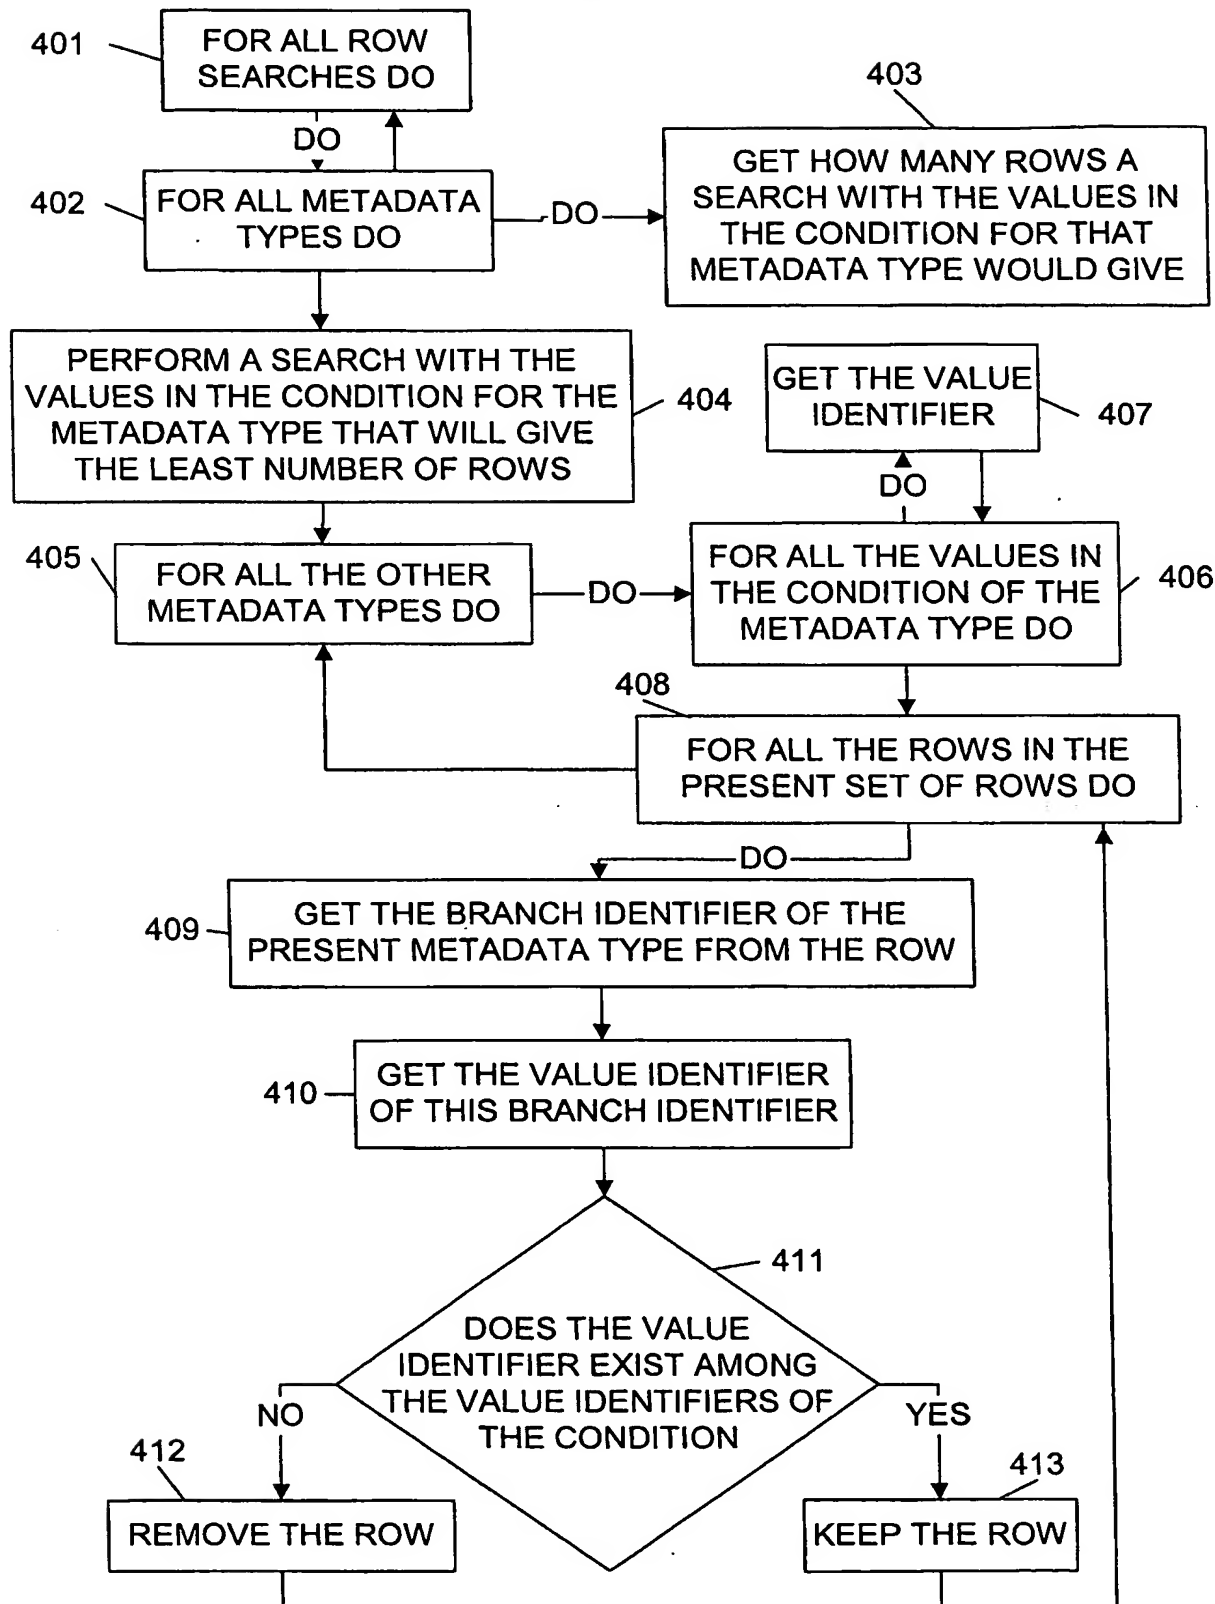 401
FOR ALL ROW
SEARCHES DO
DO
402
FOR ALL METADATA
TYPES DO
DO
403
GET HOW MANY ROWS A
SEARCH WITH THE VALUES IN
THE CONDITION FOR THAT
METADATA TYPE WOULD GIVE
PERFORM A SEARCH WITH THE
VALUES IN THE CONDITION FOR THE
METADATA TYPE THAT WILL GIVE
THE LEAST NUMBER OF ROWS
404
GET THE VALUE
IDENTIFIER
407
DO
405
FOR ALL THE OTHER
METADATA TYPES DO
DO
FOR ALL THE VALUES IN
THE CONDITION OF THE
METADATA TYPE DO
406
408
FOR ALL THE ROWS IN THE
PRESENT SET OF ROWS DO
DO
409
GET THE BRANCH IDENTIFIER OF THE
PRESENT METADATA TYPE FROM THE ROW
410
GET THE VALUE IDENTIFIER
OF THIS BRANCH IDENTIFIER
411
DOES THE VALUE
IDENTIFIER EXIST AMONG
THE VALUE IDENTIFIERS OF
THE CONDITION
NO
YES
412
REMOVE THE ROW
413
KEEP THE ROW